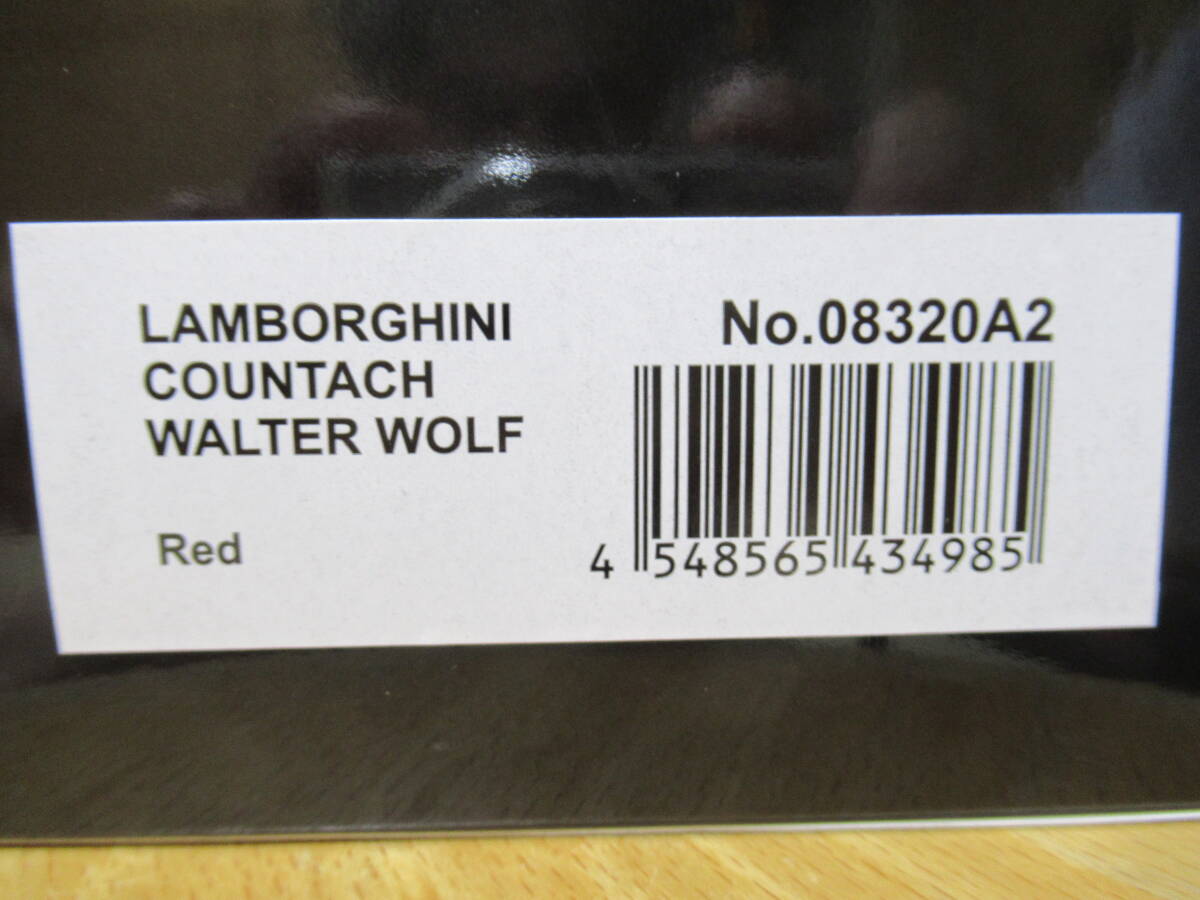 LAMBORGHINI
COUNTACH
WALTER WOLF
Red
No.08320A2
4 548565 434985